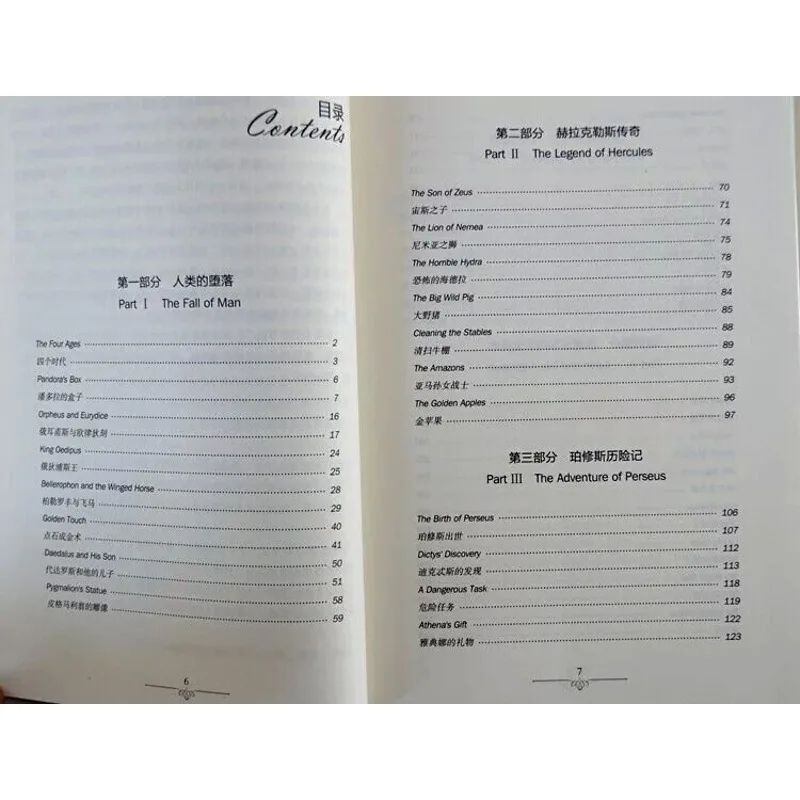 目录
Contents
第一部分 人类的堕落
Part Ⅰ The Fall of Man
The Four Ages 2
四个时代 3
Pandora's Box 6
潘多拉的盒子 7
Orpheus and Eurydice 16
俄耳甫斯与欧律狄刻 17
King Oedipus 24
俄狄浦斯王 25
Bellerophon and the Winged Horse 28
柏勒罗丰与飞马 29
Golden Touch 40
点石成金术 41
Daedalus and His Son 50
代达罗斯和他的儿子 51
Pygmalion's Statue 58
皮格马利翁的雕像 59
6
第二部分 赫拉克勒斯传奇
Part Ⅱ The Legend of Hercules
The Son of Zeus 70
宙斯之子 71
The Lion of Nemea 74
尼米亚之狮 75
The Horrible Hydra 78
恐怖的海德拉 79
The Big Wild Pig 84
大野猪 85
Cleaning the Stables 88
清扫牛棚 89
The Amazons 92
亚马孙女战士 93
The Golden Apples 96
金苹果 97
第三部分 珀修斯历险记
Part Ⅲ The Adventure of Perseus
The Birth of Perseus 106
珀修斯出世 107
Dictys' Discovery 112
迪克忒斯的发现 113
A Dangerous Task 118
危险任务 119
Athena's Gift 122
雅典娜的礼物 123
7